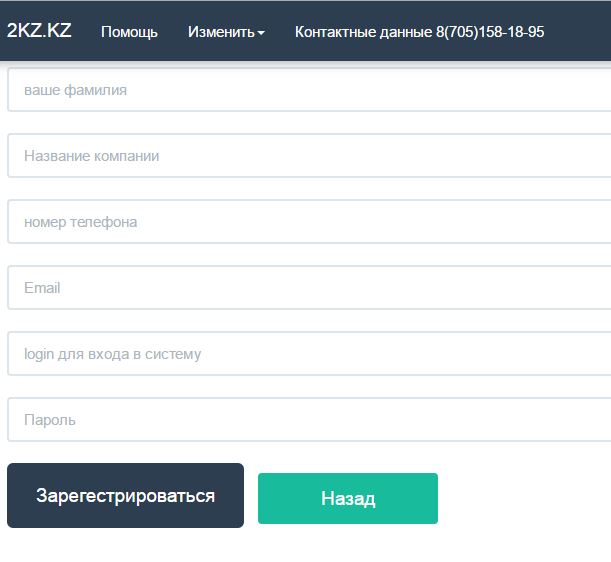 2KZ.KZ Помощь Изменить Контактные данные 8(705)158-18-95
ваше фамилия
Название компании
номер телефона
Email
login для входа в систему
Пароль
Зарегестрироваться Назад